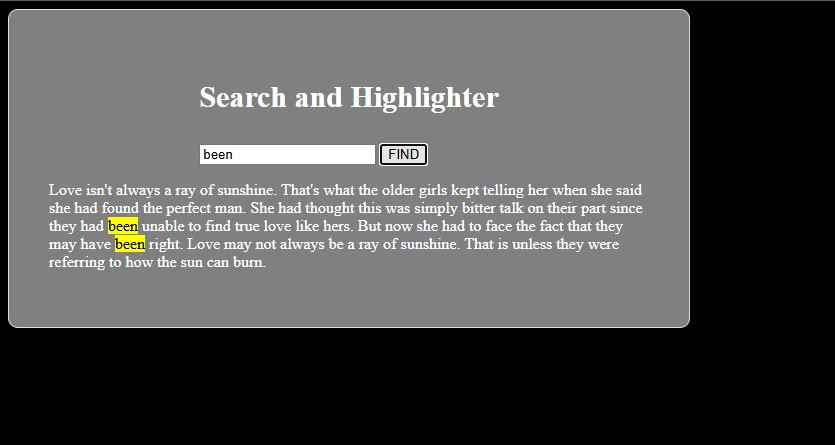 Search and Highlighter
been FIND
Love isn't always a ray of sunshine. That's what the older girls kept telling her when she said
she had found the perfect man. She had thought this was simply bitter talk on their part since
they had been unable to find true love like hers. But now she had to face the fact that they
may have been right. Love may not always be a ray of sunshine. That is unless they were
referring to how the sun can burn.